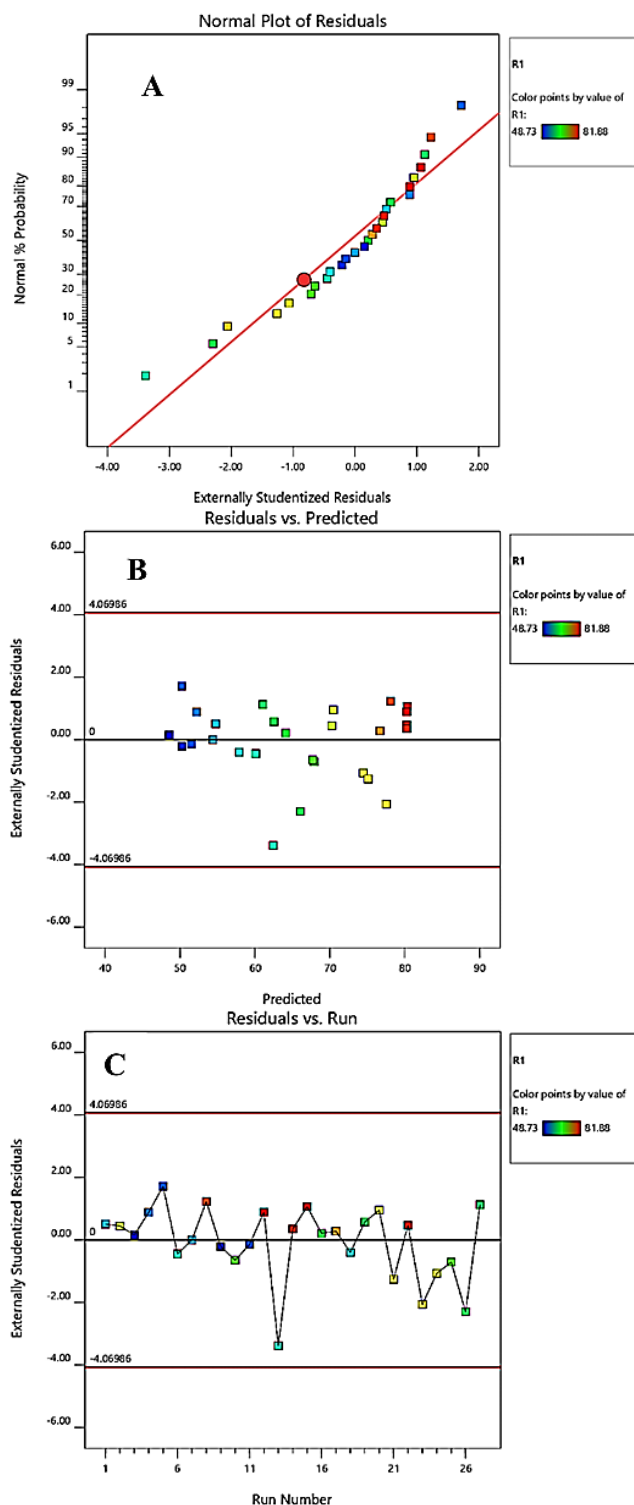 Normal Plot of Residuals
A
R1
Color points by value of
R1:
48.73 81.88
Normal % Probability
99
95
90
80
70
50
30
20
10
5
1
-4.00 -3.00 -2.00 -1.00 0.00 1.00 2.00
Externally Studentized Residuals
Residuals vs. Predicted
B
R1
Color points by value of
R1:
48.73 81.88
Externally Studentized Residuals
6.00
4.00
4.06986
2.00
0.00
0
-2.00
-4.00
-4.06986
-6.00
40 50 60 70 80 90
Predicted
Residuals vs. Run
C
R1
Color points by value of
R1:
48.73 81.88
Externally Studentized Residuals
6.00
4.00
4.06986
2.00
0.00
0
-2.00
-4.00
-4.06986
-6.00
1 6 11 16 21 26
Run Number